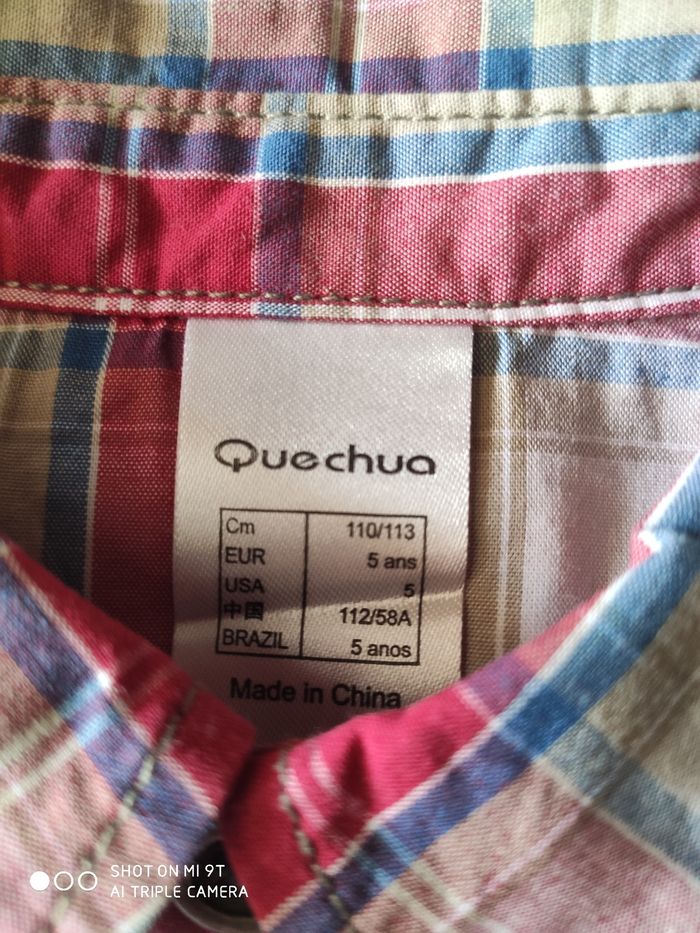 Quechua
Cm 110/113
EUR 5 ans
USA 5
中国 112/58A
BRAZIL 5 anos
Made in China
SHOT ON MI 9T
AI TRIPLE CAMERA